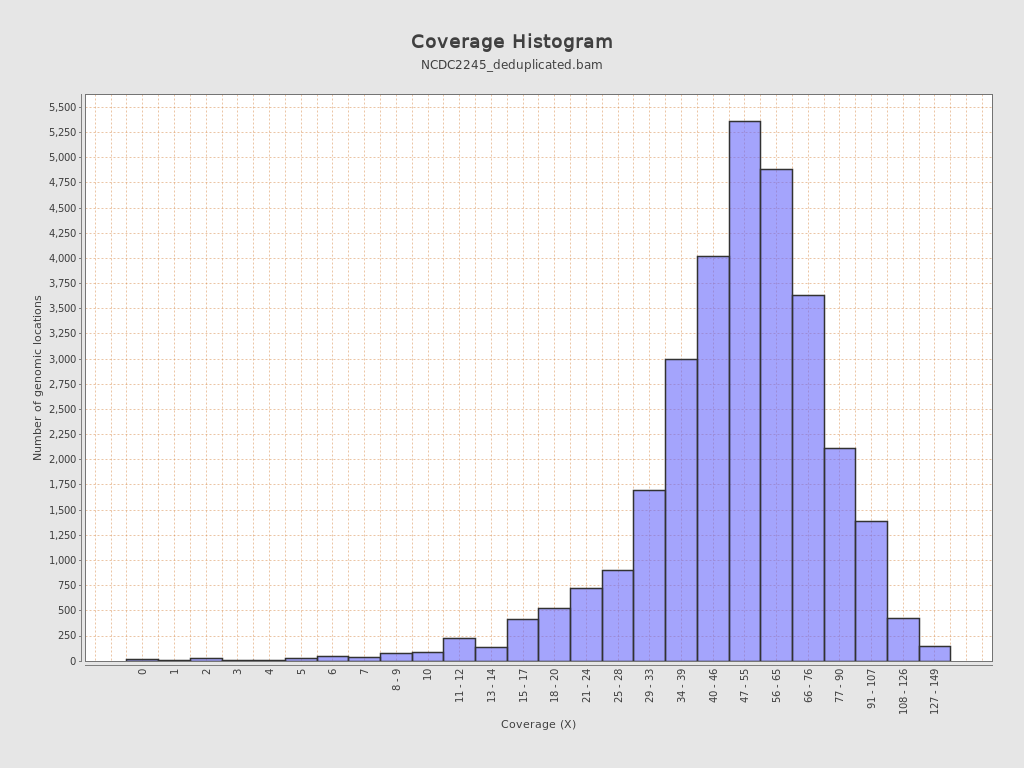 Coverage Histogram
NCDC2245_deduplicated.bam
Number of genomic locations
5,500
5,250
5,000
4,750
4,500
4,250
4,000
3,750
3,500
3,250
3,000
2,750
2,500
2,250
2,000
1,750
1,500
1,250
1,000
750
500
250
0
0
1
2
3
4
5
6
7
8 - 9
10
11 - 12
13 - 14
15 - 17
18 - 20
21 - 24
25 - 28
29 - 33
34 - 39
40 - 46
47 - 55
56 - 65
66 - 76
77 - 90
91 - 107
108 - 126
127 - 149
Coverage (X)